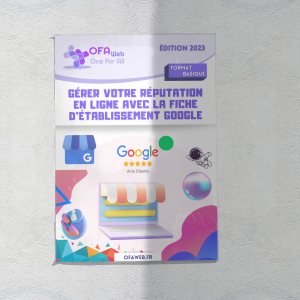 OFA Web
One For All
ÉDITION 2023
FORMAT
BASIQUE
GÉRER VOTRE RÉPUTATION
EN LIGNE AVEC LA FICHE
D'ÉTABLISSEMENT GOOGLE
G
Google
Avis Clients
OFAWEB.FR